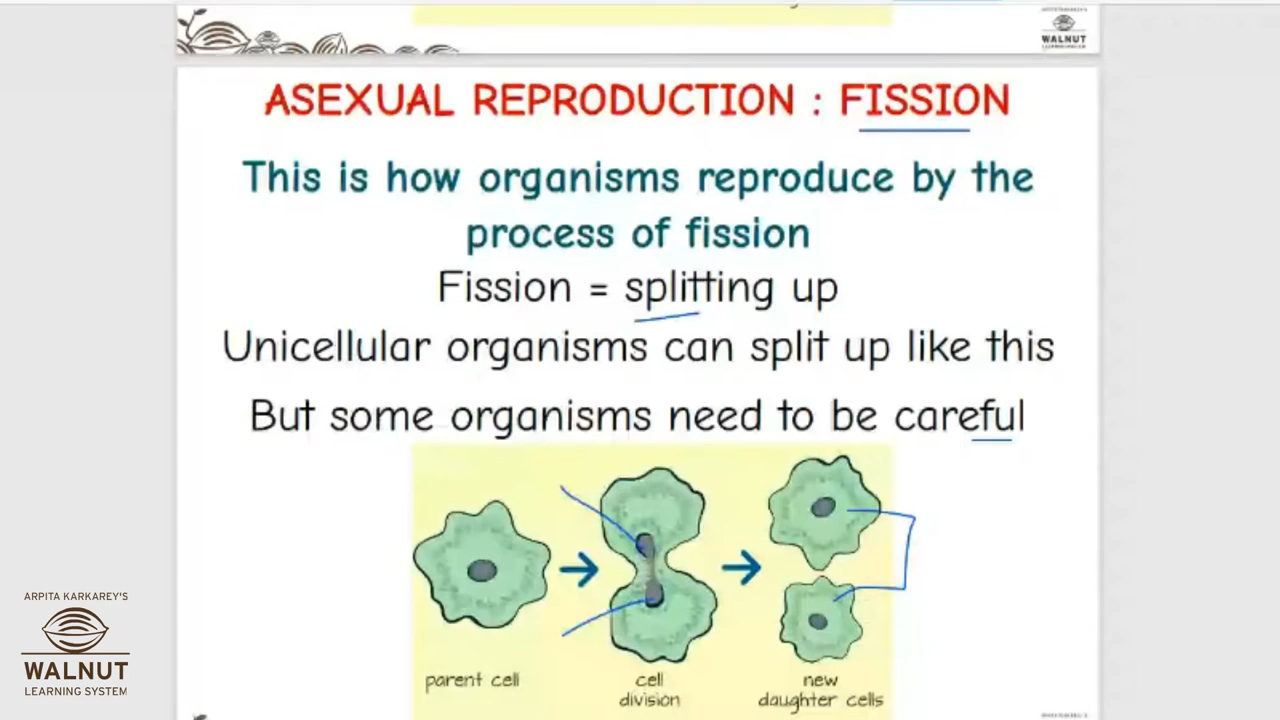 WALNUT
ASEXUAL REPRODUCTION : FISSION
This is how organisms reproduce by the
process of fission
Fission = splitting up
Unicellular organisms can split up like this
But some organisms need to be careful
parent cell
cell
division
new
daughter cells
ARPITA KARKAREY'S
WALNUT
LEARNING SYSTEM